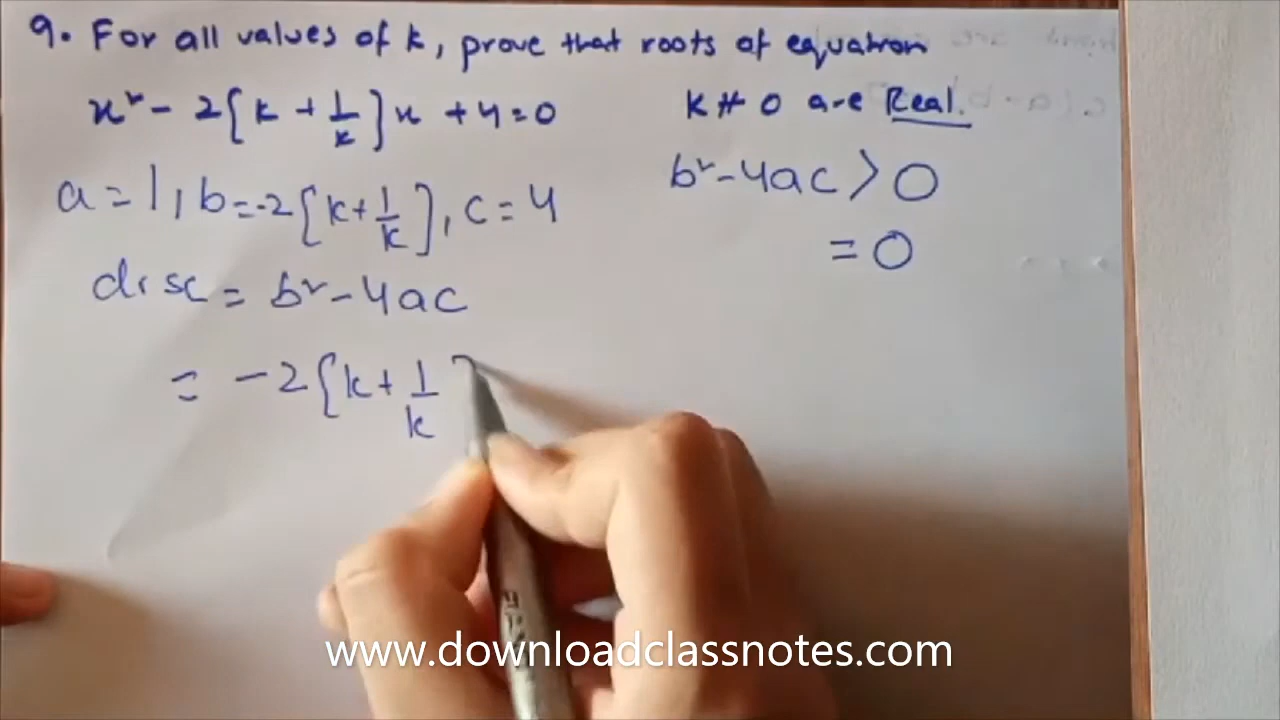 9. For all values of k, prove that roots of equation
x² - 2{k + 1/k}x + 4 = 0 k ≠ 0 are Real.
a = 1, b = -2{k + 1/k}, c = 4 b² - 4ac > 0
= 0
disc = b² - 4ac
= -2{k + 1/k
www.downloadclassnotes.com